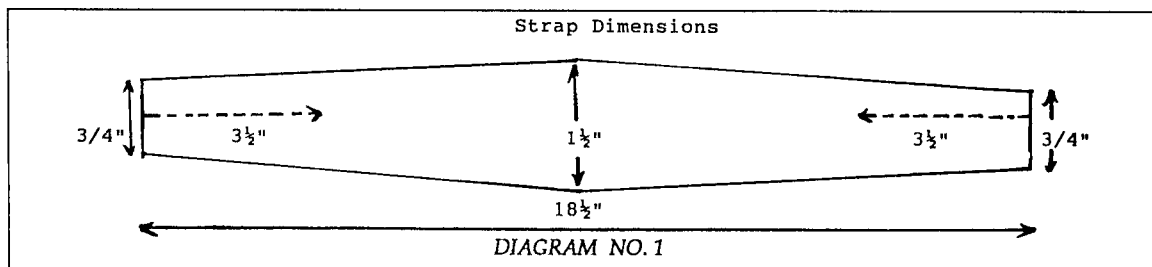 Strap Dimensions
3/4" 3½" 1½" 3½" 3/4"
18½"
DIAGRAM NO. 1